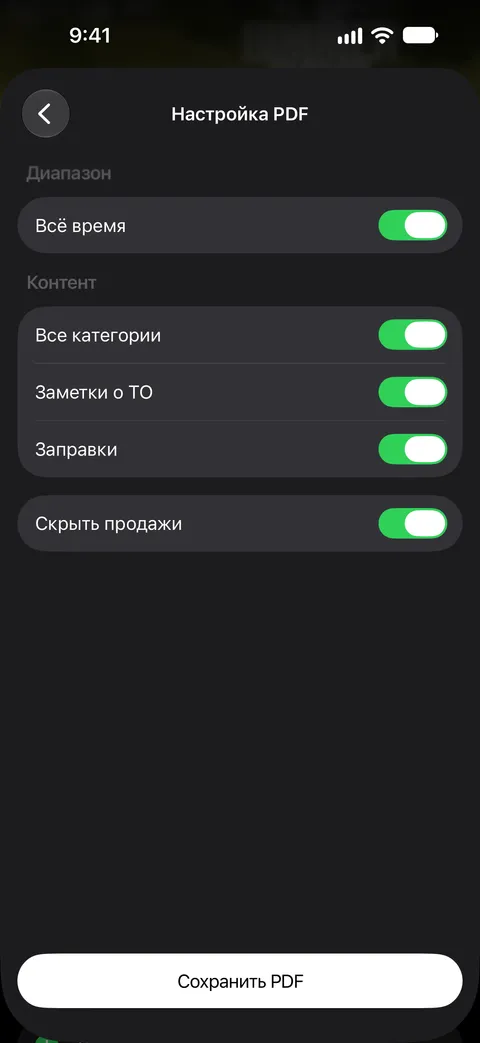 9:41
Настройка PDF
Диапазон
Всё время
Контент
Все категории
Заметки о ТО
Заправки
Скрыть продажи
Сохранить PDF